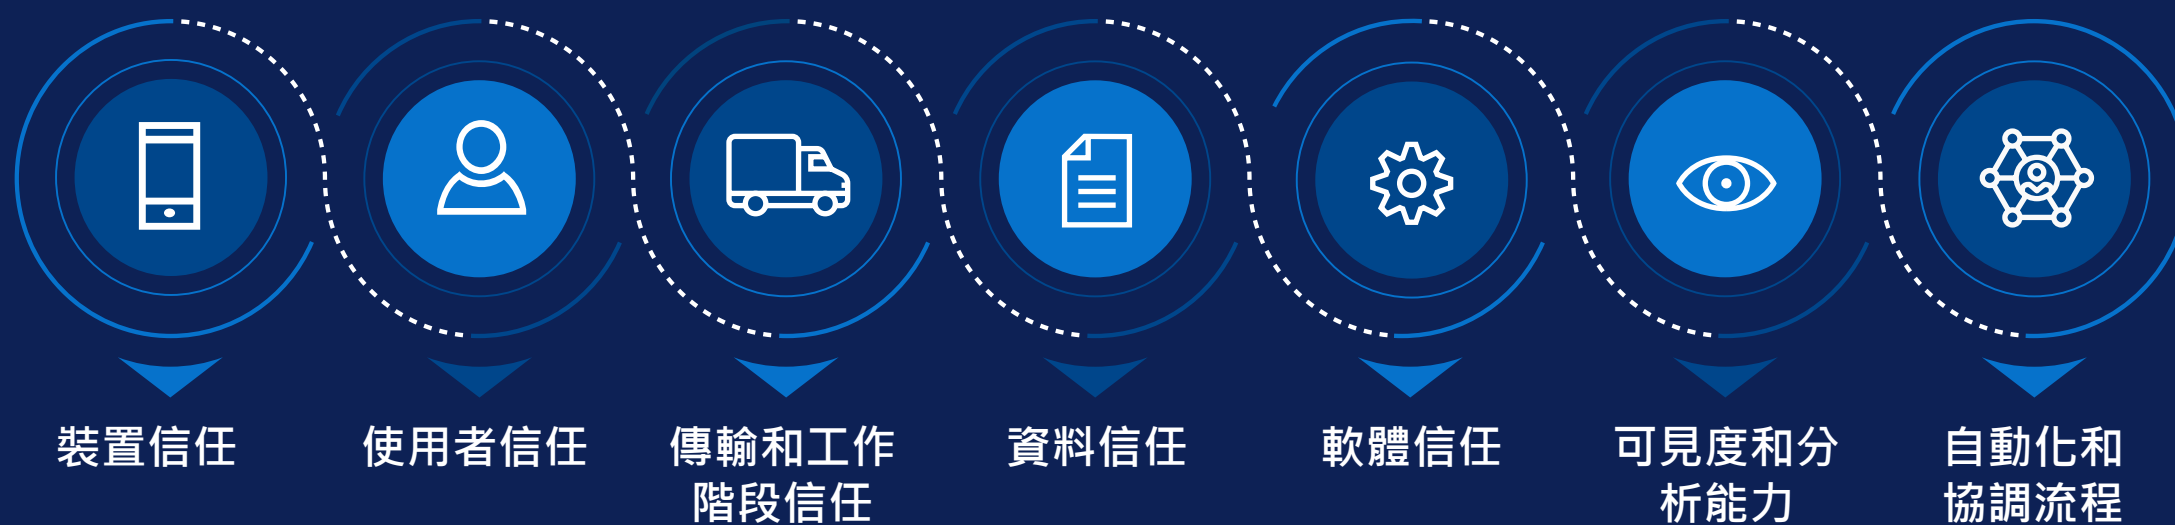 裝置信任
使用者信任
傳輸和工作
階段信任
資料信任
軟體信任
可見度和分
析能力
自動化和
協調流程